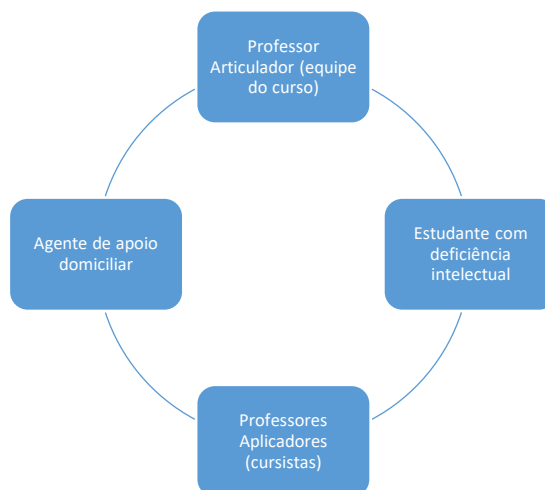 Professor
Articulador (equipe
do curso)
Agente de apoio
domiciliar
Estudante com
deficiência
intelectual
Professores
Aplicadores
(cursistas)